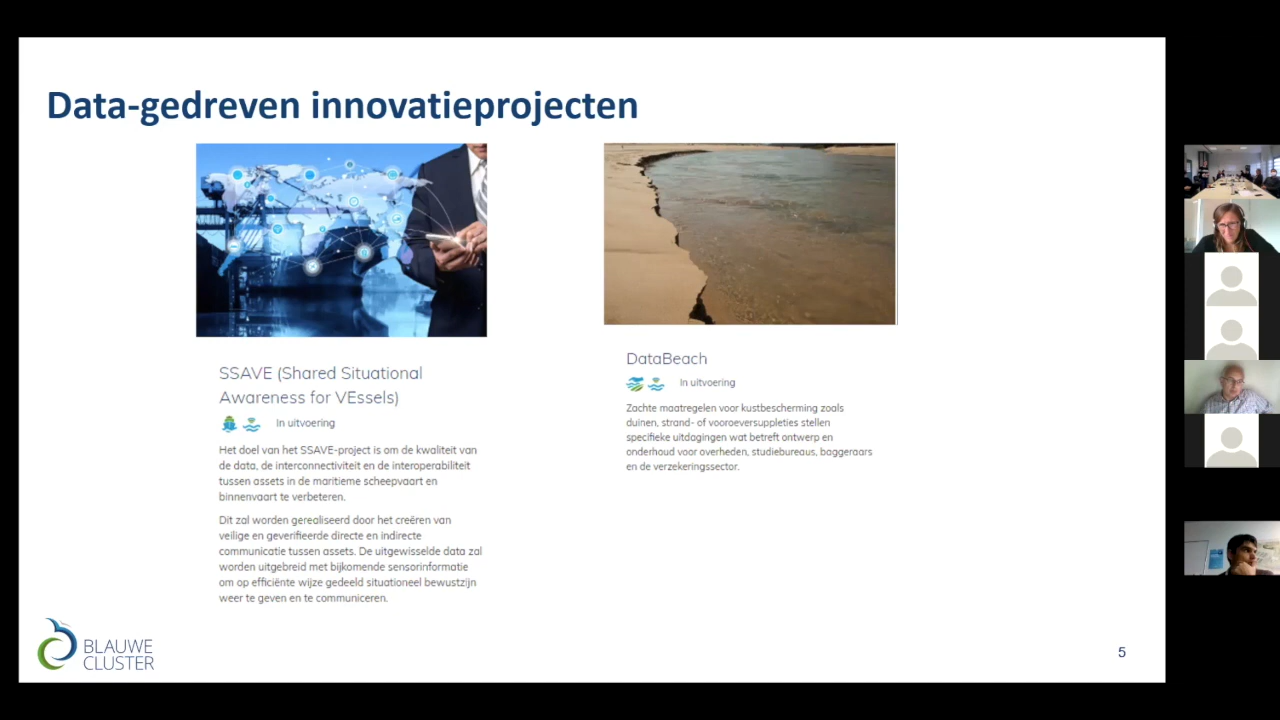 Data-gedreven innovatieprojecten
SSAVE (Shared Situational
Awareness for VEssels)
In uitvoering
Het doel van het SSAVE-project is om de kwaliteit van
de data, de interconnectiviteit en de interoperabiliteit
tussen assets in de maritieme scheepvaart en
binnenvaart te verbeteren.
Dit zal worden gerealiseerd door het creëren van
veilige en geverifieerde directe en indirecte
communicatie tussen assets. De uitgewisselde data zal
worden uitgebreid met bijkomende sensorinformatie
om op efficiënte wijze gedeeld situationeel bewustzijn
weer te geven en te communiceren.
DataBeach
In uitvoering
Zachte maatregelen voor kustbescherming zoals
duinen, strand- of vooroeversuppleties stellen
specifieke uitdagingen wat betreft ontwerp en
onderhoud voor overheden, studiebureaus, baggeraars
en de verzekeringssector.
BLAUWE
CLUSTER
5